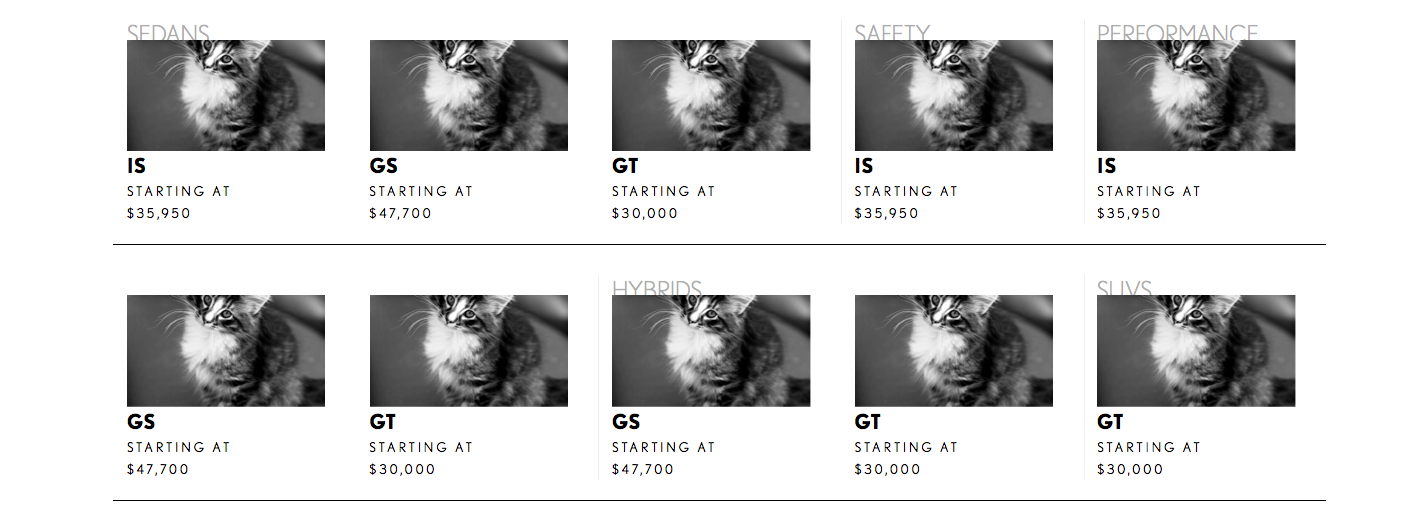 SEDANS
SAFETY
PERFORMANCE
IS
GS
GT
IS
IS
STARTING AT
STARTING AT
STARTING AT
STARTING AT
STARTING AT
$35,950
$47,700
$30,000
$35,950
$35,950
HYBRIDS
SUVS
GS
GT
GS
GT
GT
STARTING AT
STARTING AT
STARTING AT
STARTING AT
STARTING AT
$47,700
$30,000
$47,700
$30,000
$30,000